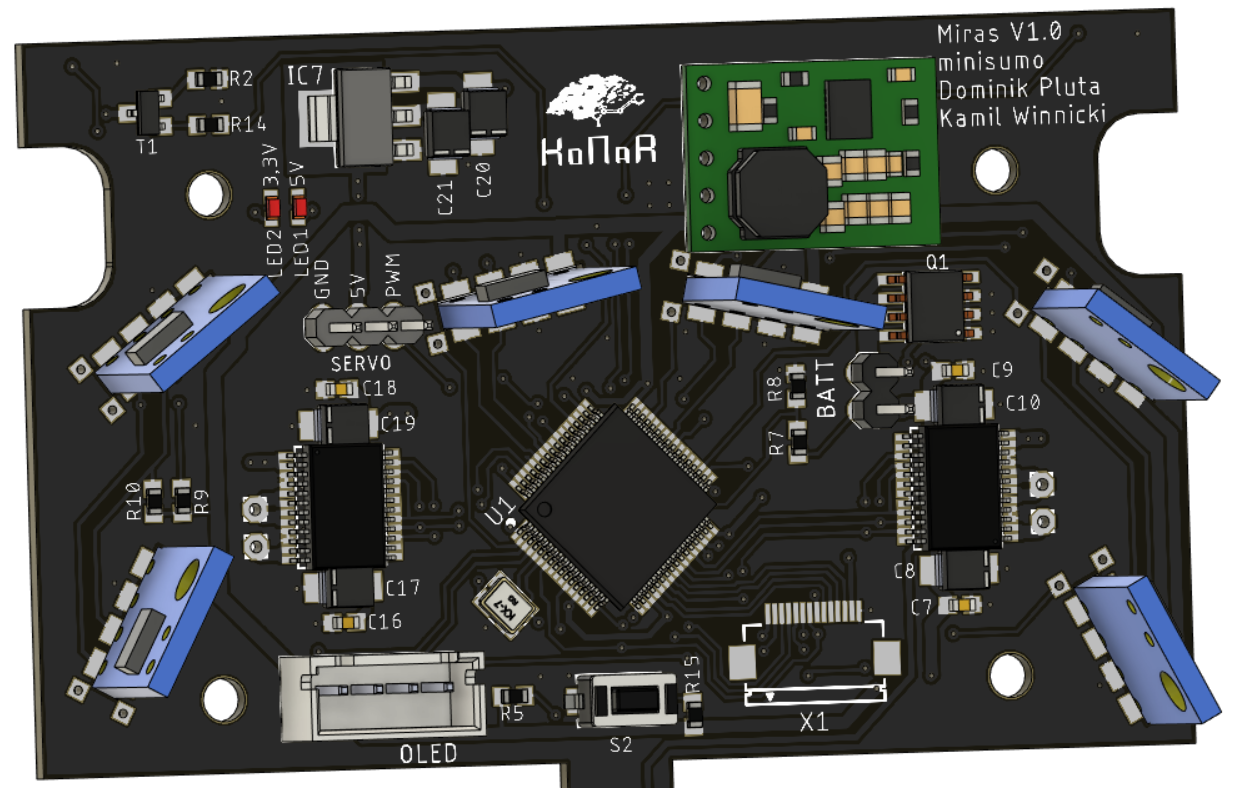 Miras V1.0
minisumo
Dominik Pluta
Kamil Winnicki
R2
IC7
R14
T1
KoNaR
C21
C20
3,3V
5V
LED2
LED1
GND
5V
PWM
SERVO
Q1
C18
C19
R8
R7
BATT
C9
C10
R10
R9
U1
C17
C16
KX-7
C8
C7
R5
S2
R15
X1
OLED